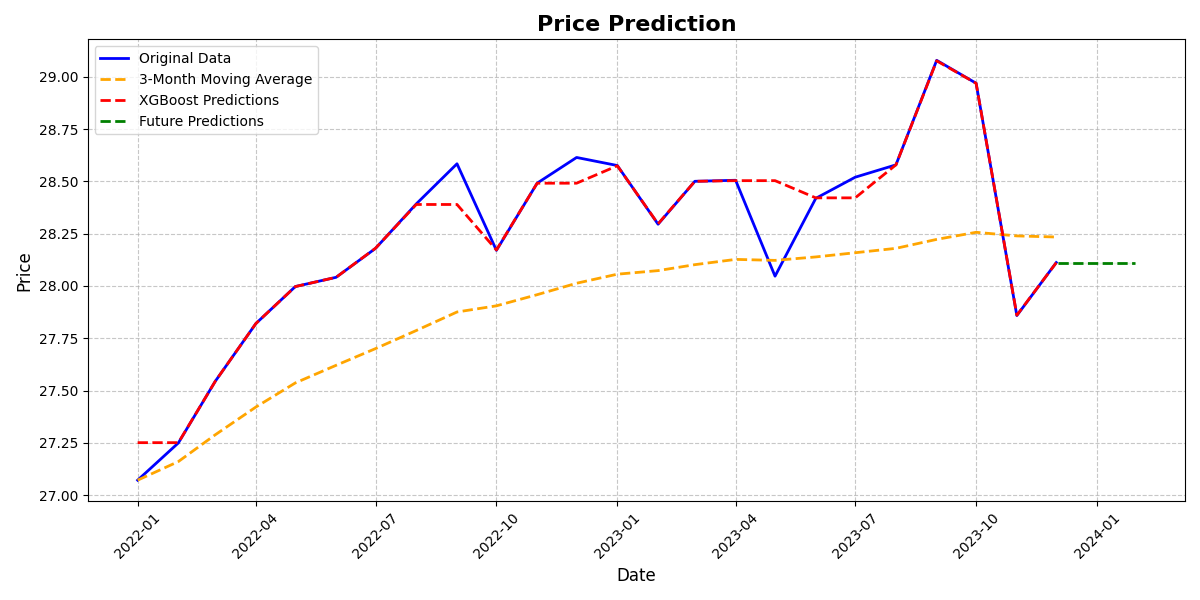 Price Prediction
Original Data
3-Month Moving Average
XGBoost Predictions
Future Predictions
Price
29.00
28.75
28.50
28.25
28.00
27.75
27.50
27.25
27.00
2022-01
2022-04
2022-07
2022-10
2023-01
2023-04
2023-07
2023-10
2024-01
Date